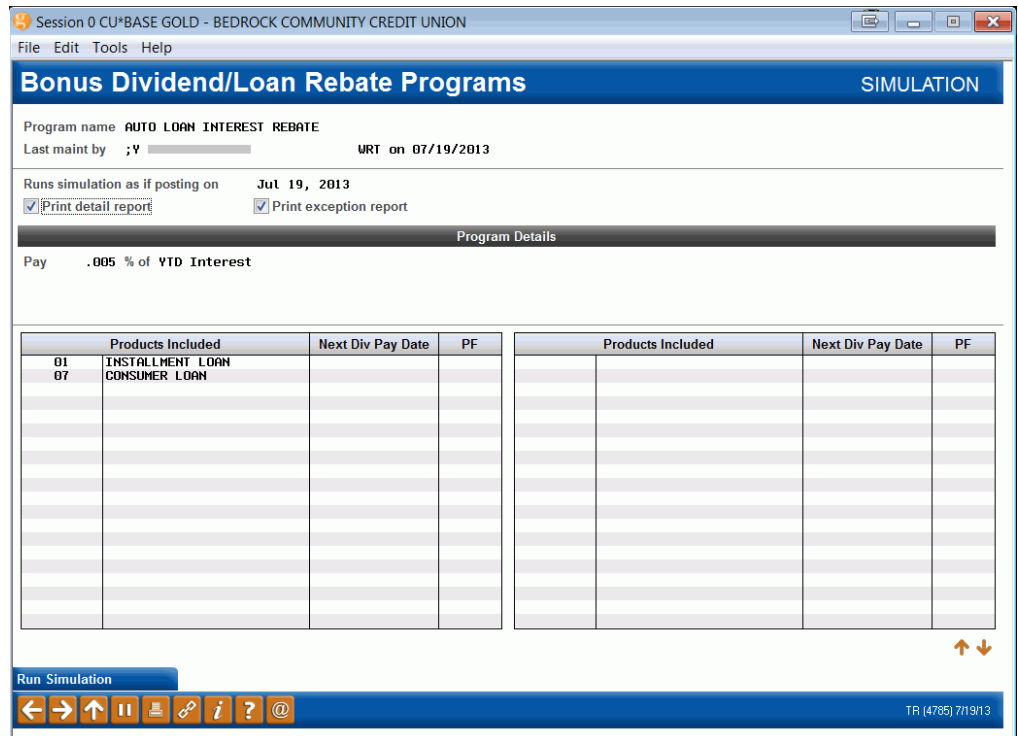 Session 0 CU*BASE GOLD - BEDROCK COMMUNITY CREDIT UNION
File Edit Tools Help
Bonus Dividend/Loan Rebate Programs SIMULATION
Program name AUTO LOAN INTEREST REBATE
Last maint by ;Y WRT on 07/19/2013
Runs simulation as if posting on Jul 19, 2013
Print detail report Print exception report
Program Details
Pay .005 % of YTD Interest
Products Included Next Div Pay Date PF Products Included Next Div Pay Date PF
01 INSTALLMENT LOAN
07 CONSUMER LOAN
Run Simulation
i ? @ TR (4785) 7/19/13